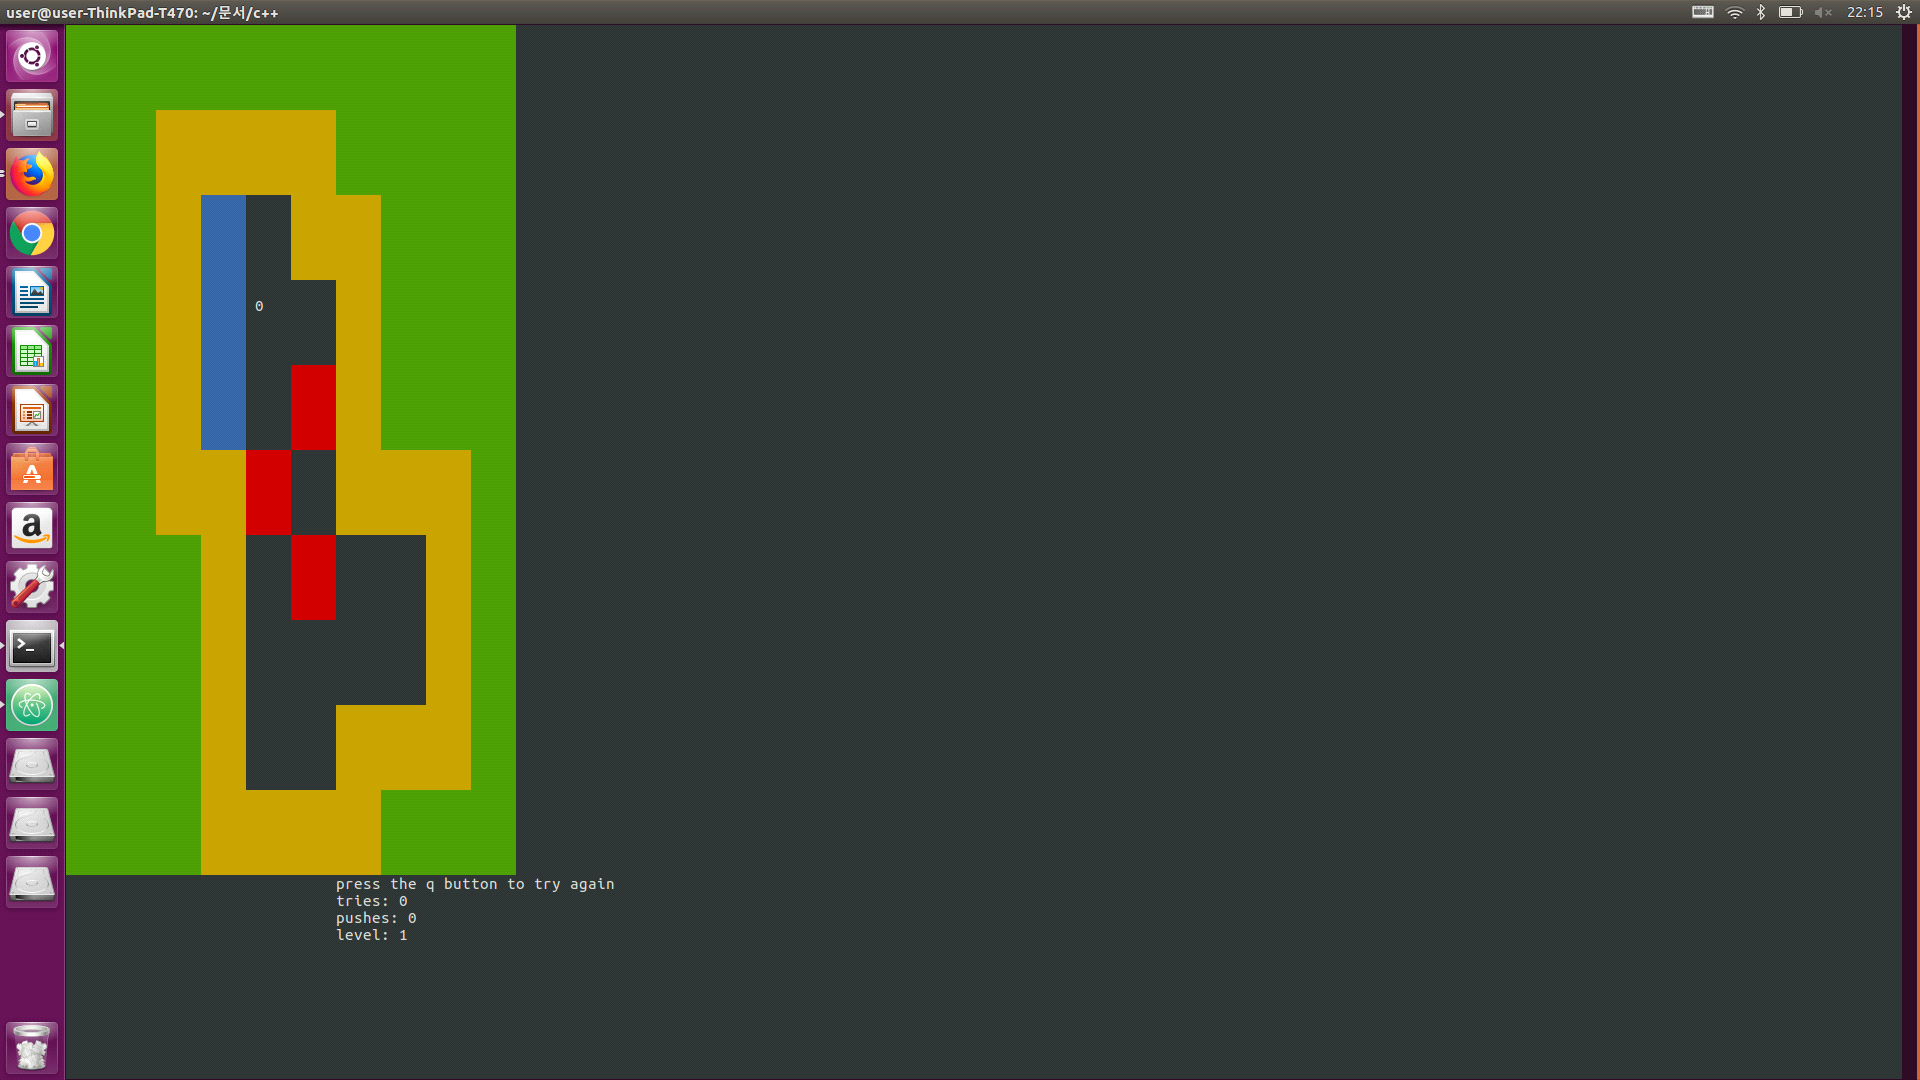 user@user-ThinkPad-T470: ~/문서/c++
22:15
0
press the q button to try again
tries: 0
pushes: 0
level: 1